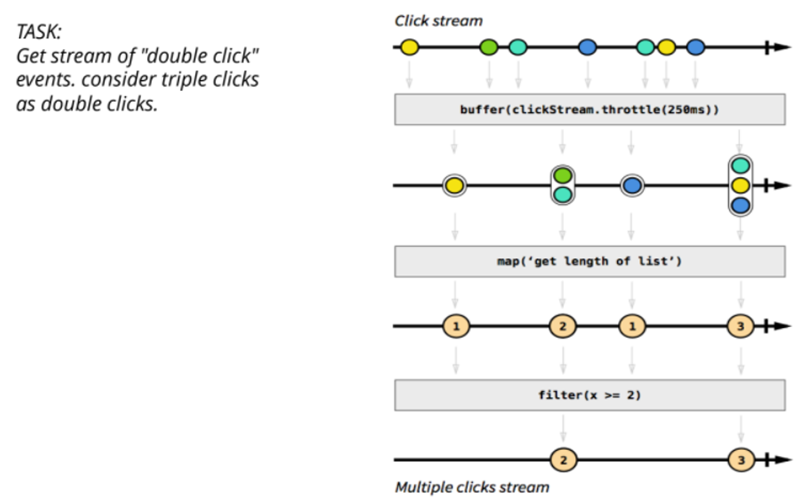 TASK:
Get stream of "double click"
events. consider triple clicks
as double clicks.
Click stream
buffer(clickStream.throttle(250ms))
map(‘get length of list’)
1 2 1 3
filter(x >= 2)
2 3
Multiple clicks stream